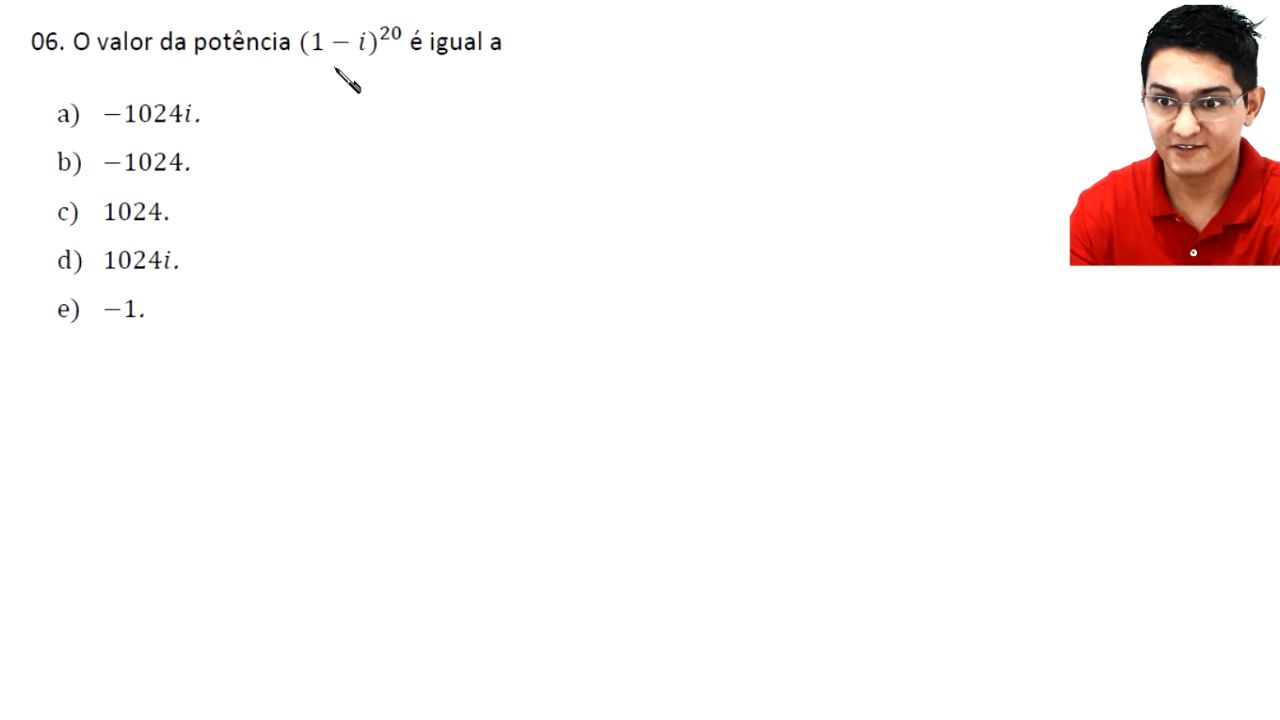 06. O valor da potência (1 − i)²⁰ é igual a
a) −1024i.
b) −1024.
c) 1024.
d) 1024i.
e) −1.